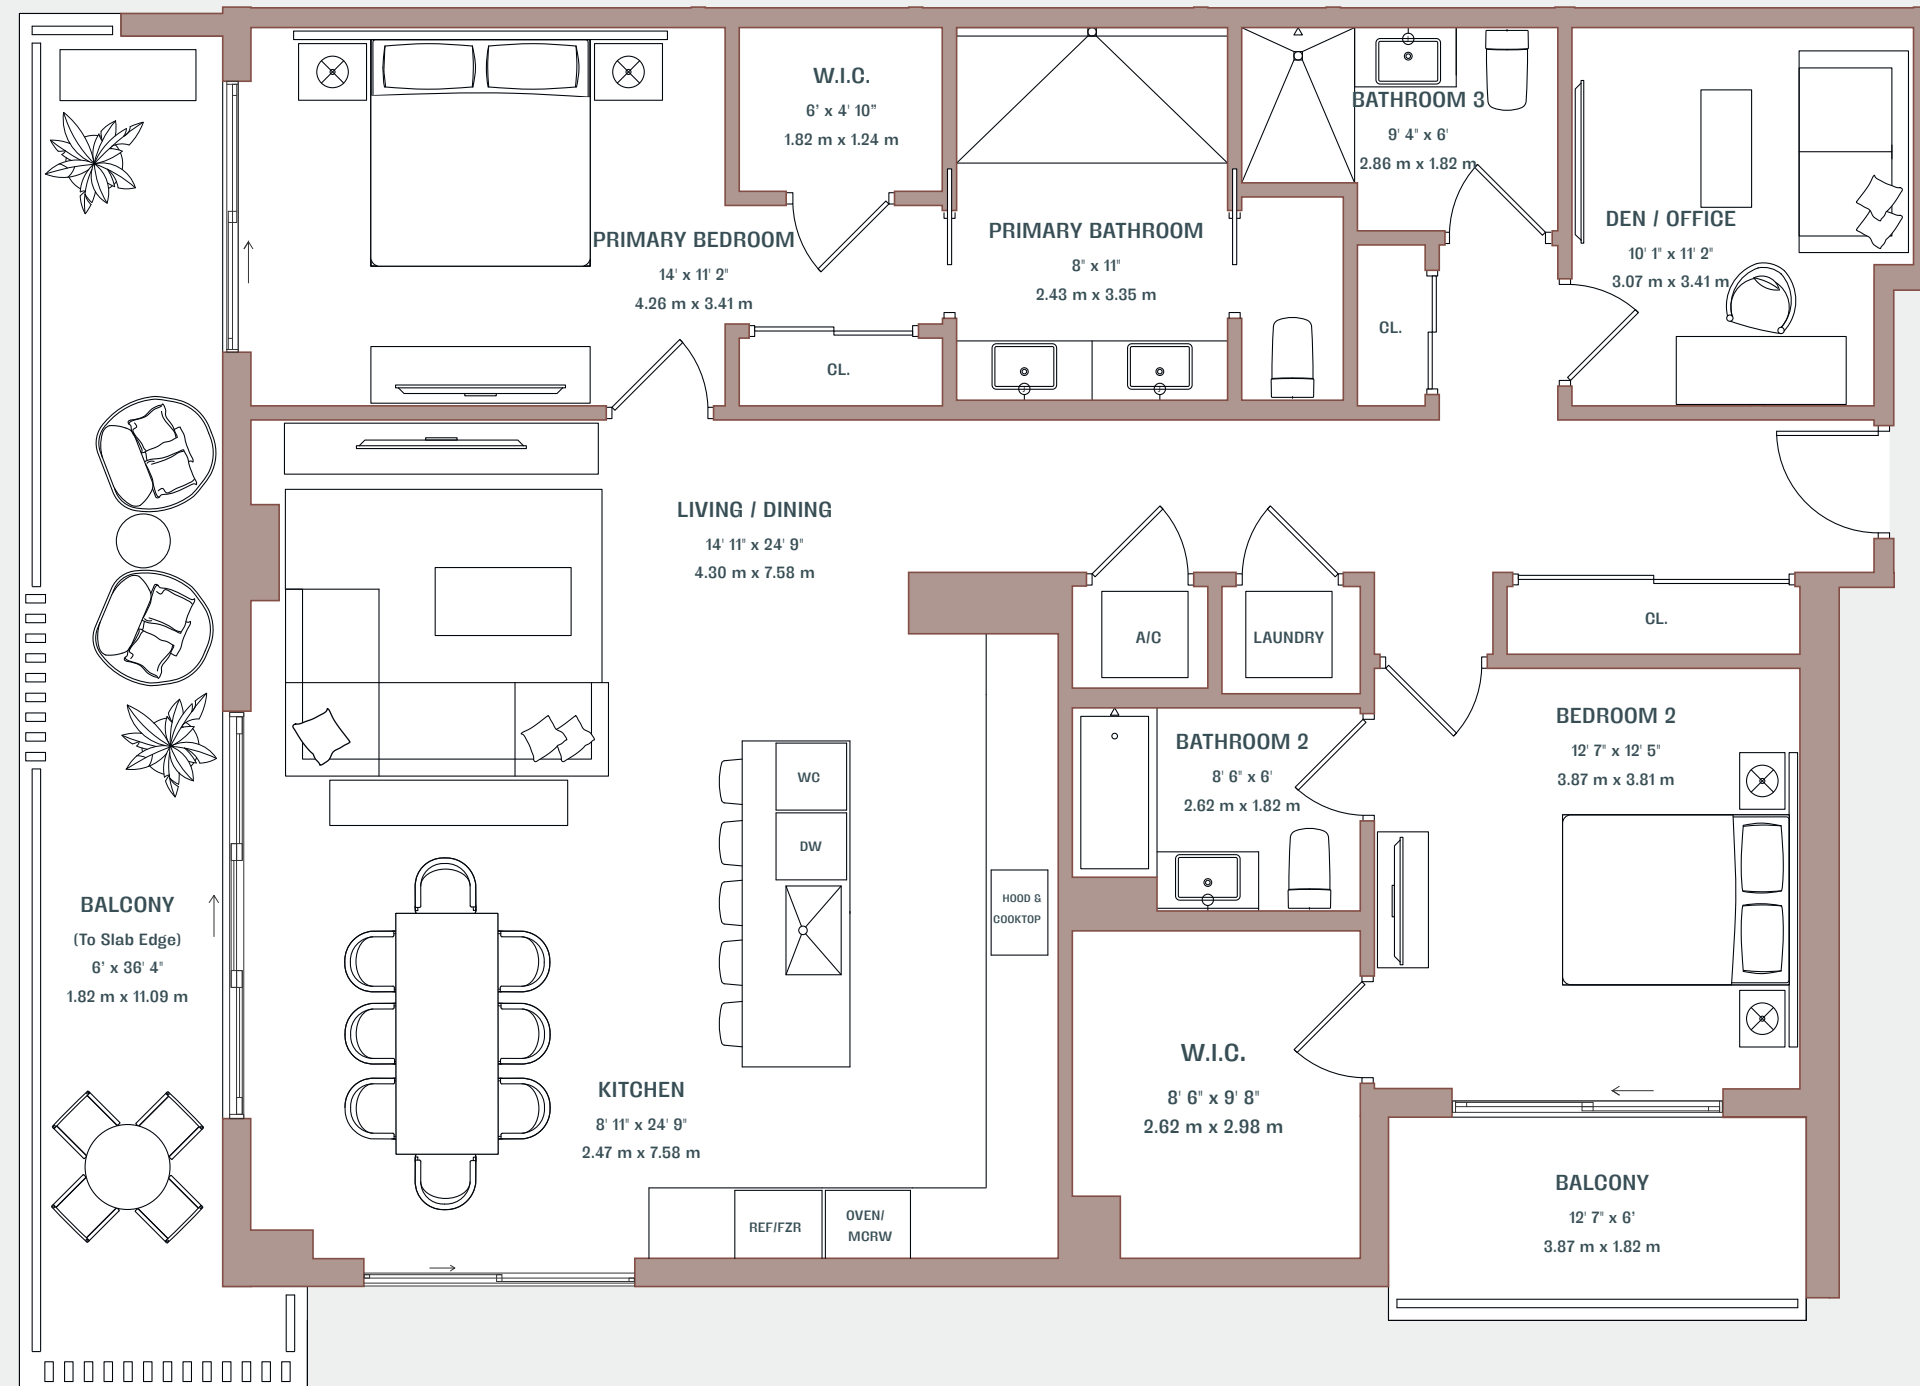 W.I.C.
6’ x 4' 10”
1.82 m x 1.24 m
BATHROOM 3
9' 4" x 6'
2.86 m x 1.82 m
PRIMARY BEDROOM
14' x 11' 2"
4.26 m x 3.41 m
PRIMARY BATHROOM
8" x 11"
2.43 m x 3.35 m
DEN / OFFICE
10' 1" x 11' 2"
3.07 m x 3.41 m
CL.
CL.
LIVING / DINING
14' 11" x 24' 9"
4.30 m x 7.58 m
A/C
LAUNDRY
CL.
BATHROOM 2
8' 6" x 6'
2.62 m x 1.82 m
BEDROOM 2
12' 7" x 12' 5"
3.87 m x 3.81 m
WC
DW
HOOD &
COOKTOP
BALCONY
(To Slab Edge)
6’ x 36' 4"
1.82 m x 11.09 m
KITCHEN
8' 11" x 24' 9"
2.47 m x 7.58 m
W.I.C.
8' 6" x 9' 8"
2.62 m x 2.98 m
REF/FZR
OVEN/
MCRW
BALCONY
12' 7" x 6’
3.87 m x 1.82 m